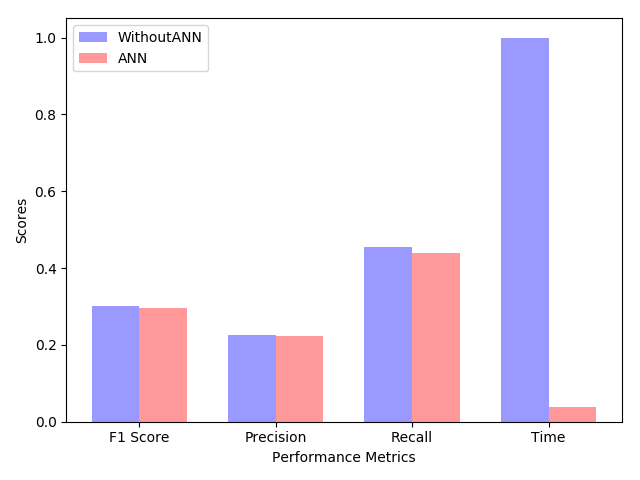 WithoutANN
ANN
Scores
1.0
0.8
0.6
0.4
0.2
0.0
F1 Score
Precision
Recall
Time
Performance Metrics